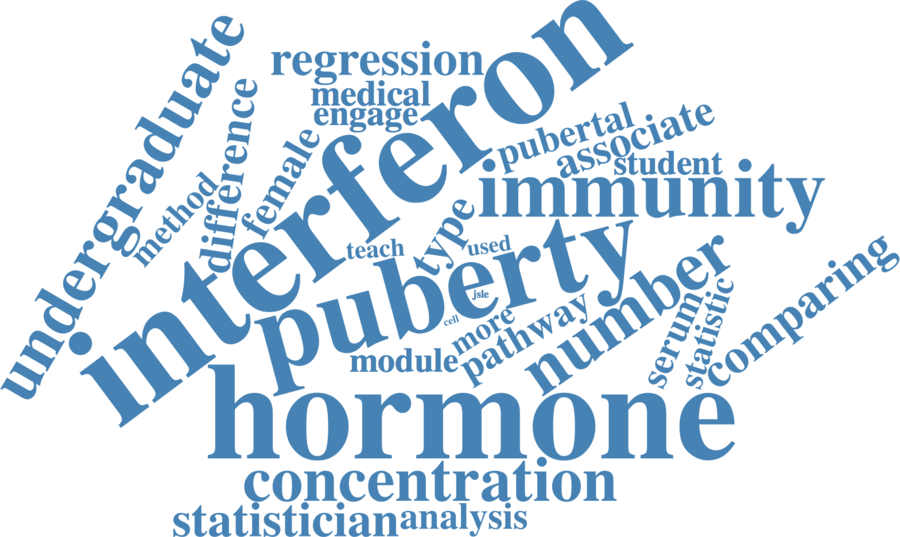 undergraduate
regression
medical
engage
interferon
difference
female
method
pubertal
associate
student
immunity
teach
type
used
puberty
jsle
cell
more
pathway
module
number
serum
statistic
comparing
hormone
concentration
statistician
analysis